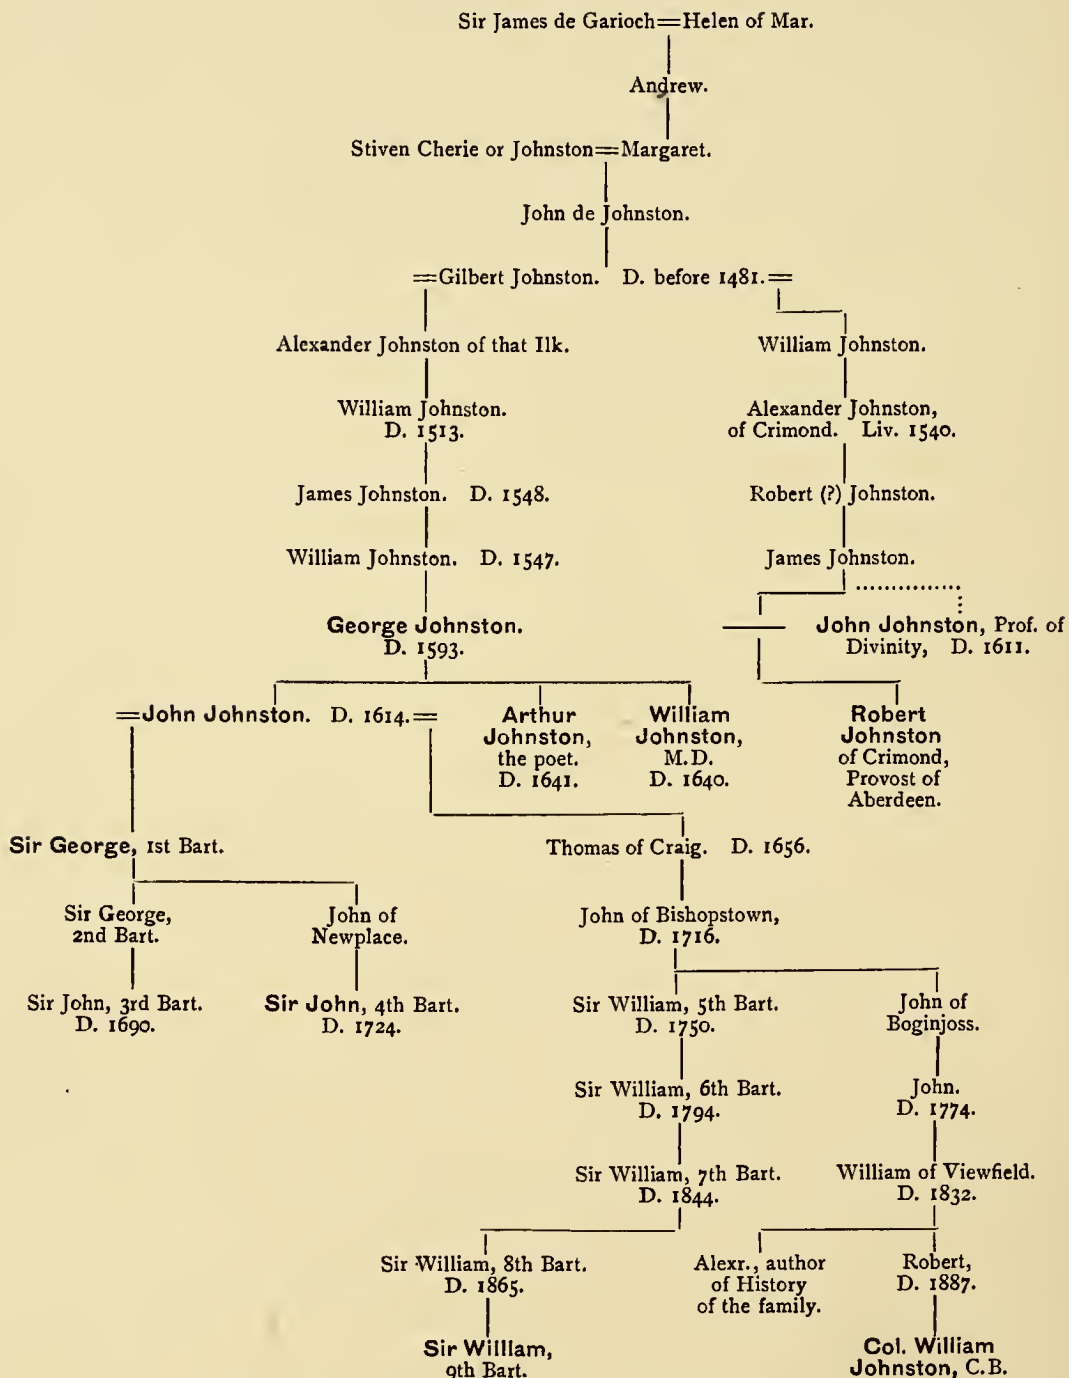 Sir James de Garioch=Helen of Mar.
Andrew.
Stiven Cherie or Johnston=Margaret.
John de Johnston.
=Gilbert Johnston. D. before 1481.=
Alexander Johnston of that Ilk.
William Johnston.
William Johnston.
D. 1513.
Alexander Johnston,
of Crimond. Liv. 1540.
James Johnston. D. 1548.
Robert (?) Johnston.
William Johnston. D. 1547.
James Johnston.
George Johnston.
D. 1593.
John Johnston, Prof. of
Divinity, D. 1611.
=John Johnston. D. 1614.=
Arthur
Johnston,
the poet.
D. 1641.
William
Johnston,
M.D.
D. 1640.
Robert
Johnston
of Crimond,
Provost of
Aberdeen.
Sir George, 1st Bart.
Thomas of Craig. D. 1656.
Sir George,
2nd Bart.
John of
Newplace.
John of Bishopstown,
D. 1716.
Sir John, 3rd Bart.
D. 1690.
Sir John, 4th Bart.
D. 1724.
Sir William, 5th Bart.
D. 1750.
John of
Boginjoss.
Sir William, 6th Bart.
D. 1794.
John.
D. 1774.
Sir William, 7th Bart.
D. 1844.
William of Viewfield.
D. 1832.
Sir William, 8th Bart.
D. 1865.
Alexr., author
of History
of the family.
Robert,
D. 1887.
Sir William,
9th Bart.
Col. William
Johnston, C.B.